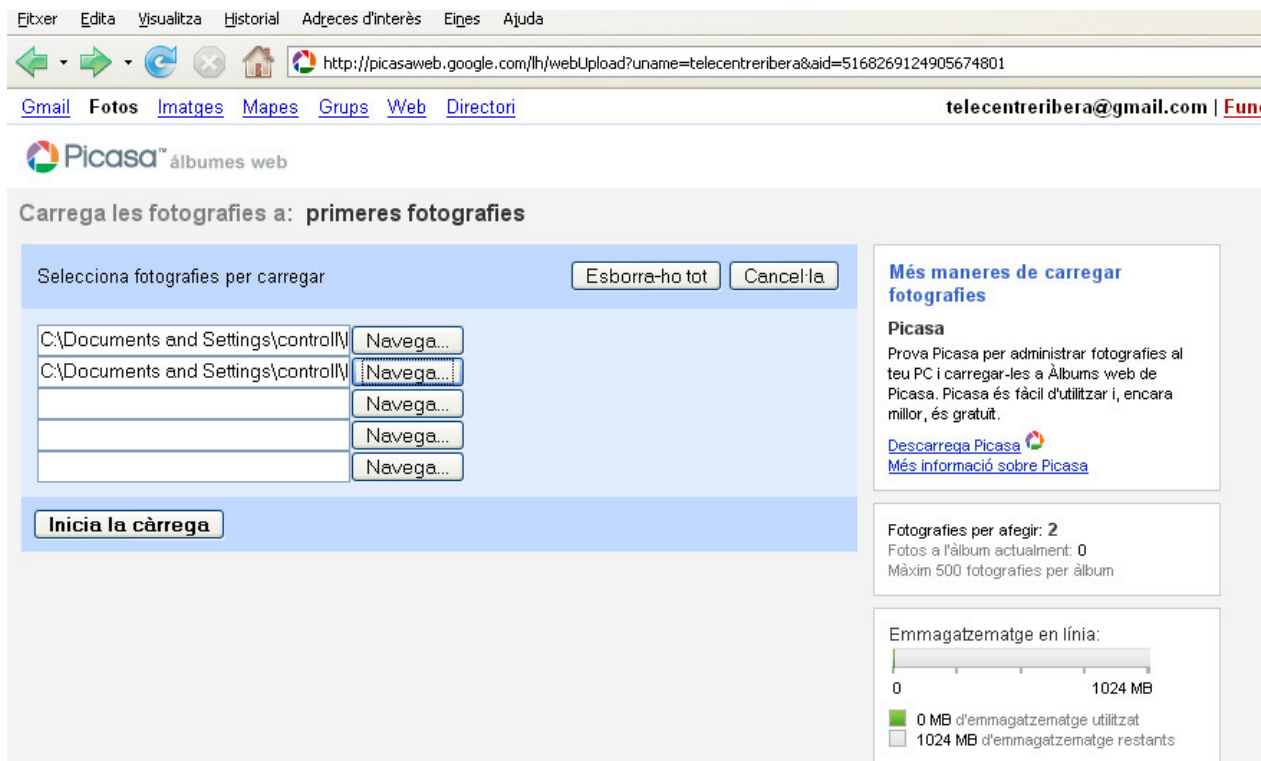 Fitxer Edita Visualitza Historial Adreces d'interès Eines Ajuda
http://picasaweb.google.com/lh/webUpload?uname=telecentreribera&aid=5168269124905674801
Gmail Fotos Imatges Mapes Grups Web Directori telecentreribera@gmail.com |
Picasa™ álbumes web
Carrega les fotografies a: primeres fotografies
Selecciona fotografies per carregar Esborra-ho tot Cancel·la
C:\Documents and Settings\controll\ Navega...
C:\Documents and Settings\controll\ Navega...
Navega...
Navega...
Navega...
Inicia la càrrega
Més maneres de carregar
fotografies
Picasa
Prova Picasa per administrar fotografies al
teu PC i carregar-les a Àlbums web de
Picasa. Picasa és fàcil d'utilitzar i, encara
millor, és gratuït.
Descarrega Picasa
Més informació sobre Picasa
Fotografies per afegir: 2
Fotos a l'àlbum actualment: 0
Màxim 500 fotografies per àlbum
Emmagatzematge en línia:
0 1024 MB
0 MB d'emmagatzematge utilitzat
1024 MB d'emmagatzematge restants